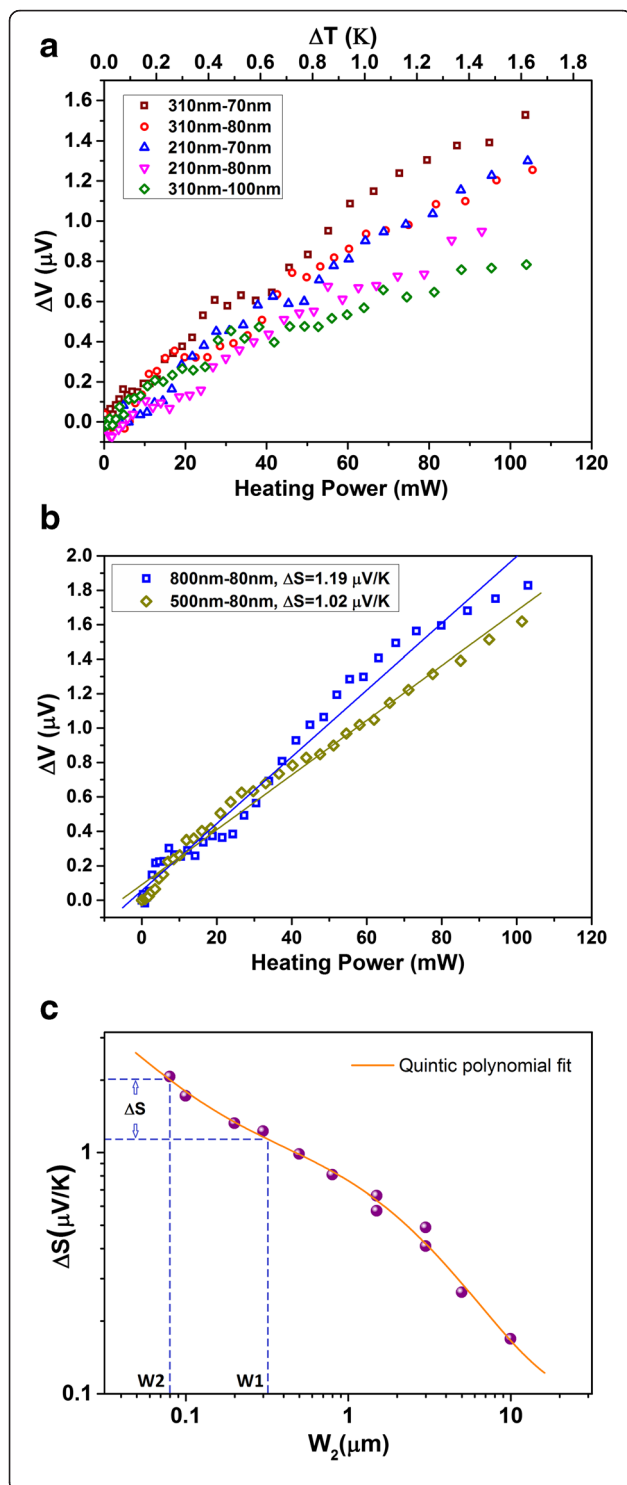 a
ΔT (K)
0.0 0.2 0.4 0.6 0.8 1.0 1.2 1.4 1.6 1.8
1.6
1.4
1.2
1.0
0.8
0.6
0.4
0.2
0.0
ΔV (μV)
310nm-70nm
310nm-80nm
210nm-70nm
210nm-80nm
310nm-100nm
0 20 40 60 80 100 120
Heating Power (mW)
b
2.0
1.8
1.6
1.4
1.2
1.0
0.8
0.6
0.4
0.2
0.0
ΔV (μV)
800nm-80nm, ΔS=1.19 μV/K
500nm-80nm, ΔS=1.02 μV/K
0 20 40 60 80 100 120
Heating Power (mW)
c
Quintic polynomial fit
ΔS
1
ΔS(μV/K)
W2 W1
0.1
0.1 1 10
W₂(μm)